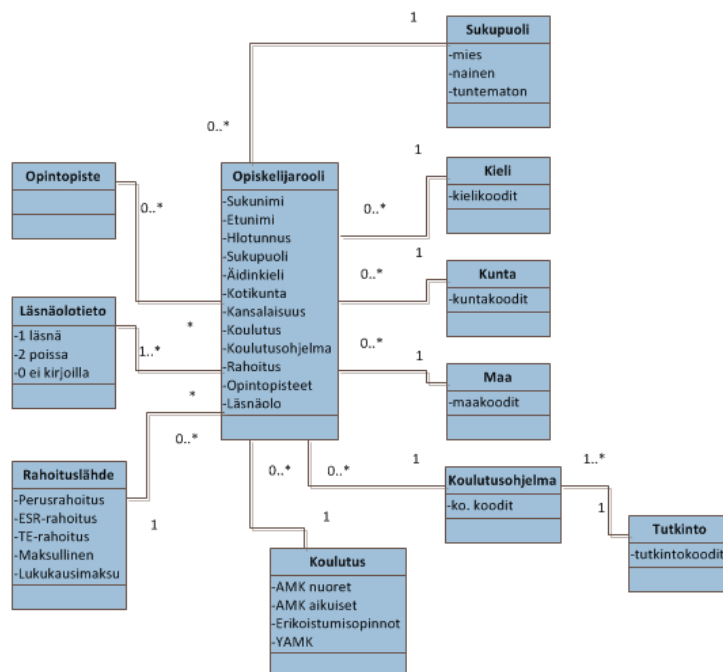 1
Sukupuoli
-mies
-nainen
-tuntematon
0..*
Opintopiste
0..*
Opiskelijarooli
-Sukunimi
-Etunimi
-Hlotunnus
-Sukupuoli
-Äidinkieli
-Kotikunta
-Kansalaisuus
-Koulutus
-Koulutusohjelma
-Rahoitus
-Opintopisteet
-Läsnäolo
1
Kieli
-kielikoodit
0..*
1
Kunta
-kuntakoodit
0..*
Läsnäolotieto
-1 läsnä
-2 poissa
-0 ei kirjoilla
*
1..*
*
0..*
1
Maa
-maakoodit
Rahoituslähde
-Perusrahoitus
-ESR-rahoitus
-TE-rahoitus
-Maksullinen
-Lukukausimaksu
0..*
1
0..*
0..*
1
1
Koulutusohjelma
-ko. koodit
1..*
1
Tutkinto
-tutkintokoodit
Koulutus
-AMK nuoret
-AMK aikuiset
-Erikoistumisopinnot
-YAMK